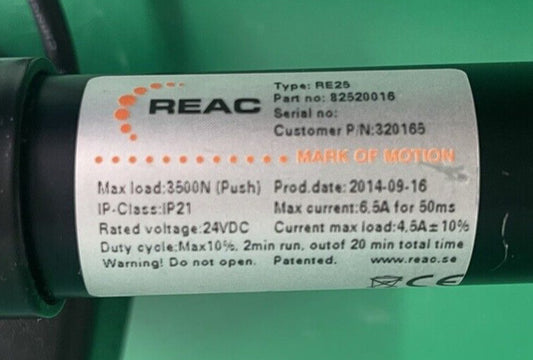 REAC
Type: RE25
Part no: 82520016
Serial no:
Customer P/N:320165
MARK OF MOTION
Max load:3500N (Push)
IP-Class:IP21
Rated voltage:24VDC
Prod.date: 2014-09-16
Max current:6,5A for 50ms
Current max load:4,5A± 10%
Duty cycle:Max10%, 2min run, outof 20 min total time
Warning! Do not open. Patented. www.reac.se
CE